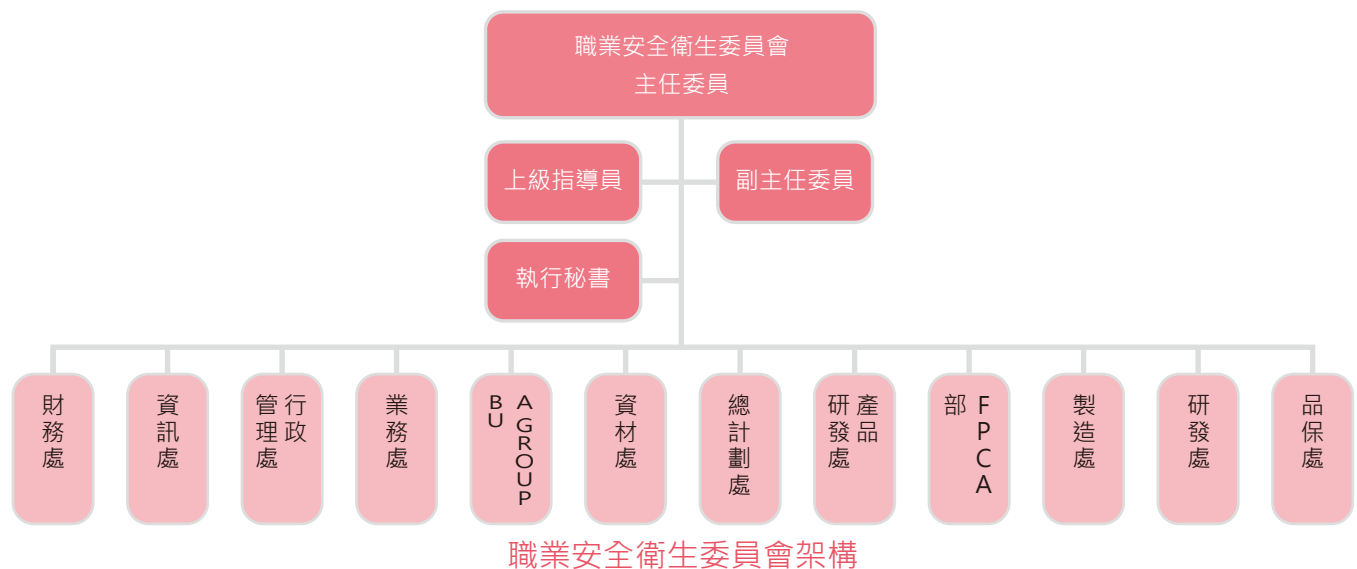 職業安全衛生委員會
主任委員
上級指導員
副主任委員
執行秘書
財務處
資訊處
行政
管理處
業務處
AGROUP
BU
資材處
總計劃處
產品
研發處
FPCA
部
製造處
研發處
品保處
職業安全衛生委員會架構